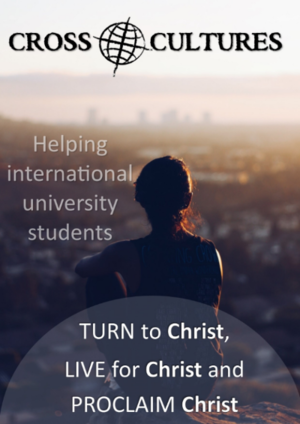 CROSS CULTURES
Helping
international
university
students
TURN to Christ,
LIVE for Christ and
PROCLAIM Christ